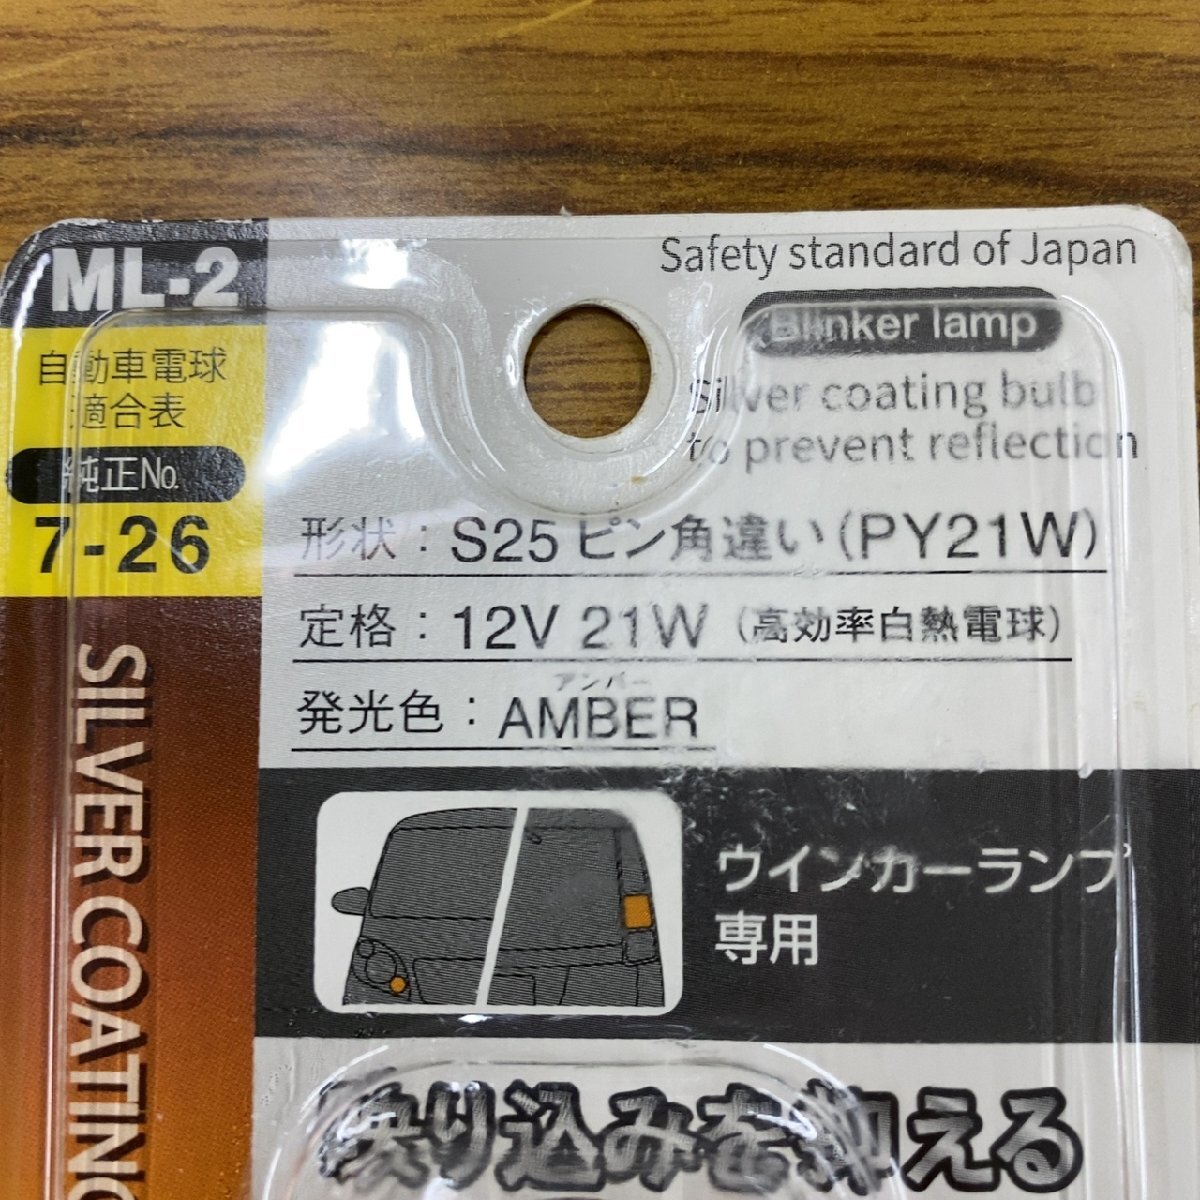 ML-2
自動車電球
適合表
純正No.
7-26
SILVER COATING
Safety standard of Japan
Blinker lamp
Silver coating bulb
to prevent reflection
形状：S25 ピン角違い（PY21W）
定格：12V 21W（高効率白熱電球）
アンバー
発光色：AMBER
ウインカーランプ
専用
映り込みを抑える